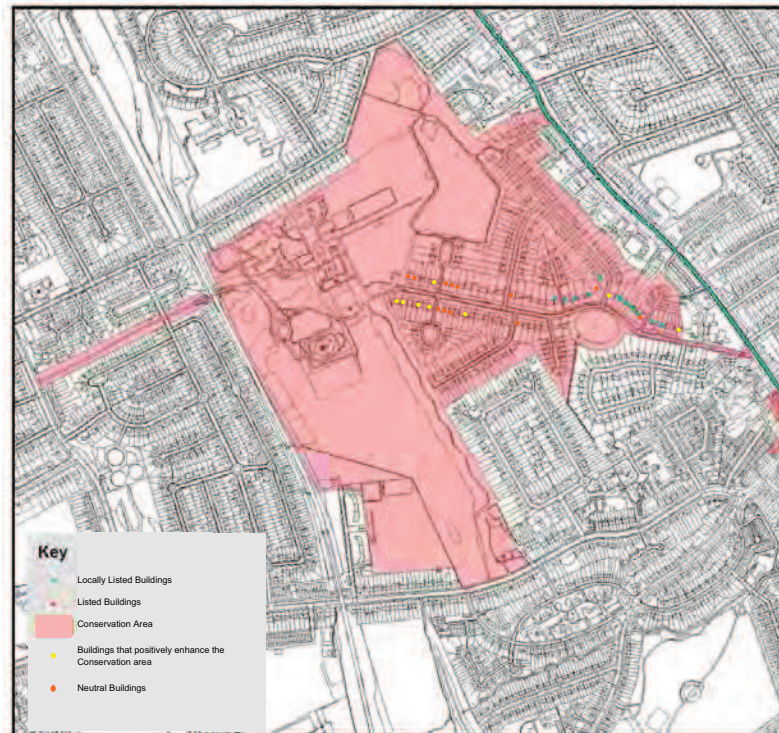 Key
Locally Listed Buildings
Listed Buildings
Conservation Area
Buildings that positively enhance the
Conservation area
Neutral Buildings